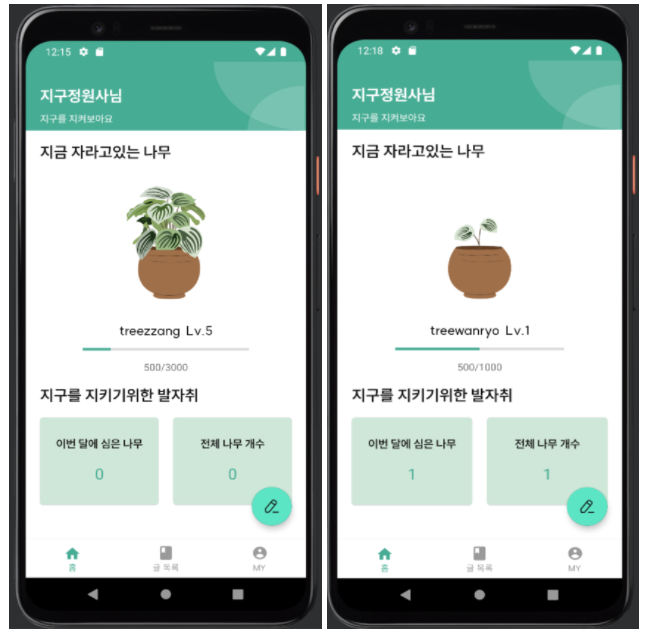 12:15
지구정원사님
지구를 지켜보아요
지금 자라고있는 나무
treezzang Lv.5
500/3000
지구를 지키기위한 발자취
이번 달에 심은 나무
전체 나무 개수
0
0
홈
글 목록
MY
12:18
지구정원사님
지구를 지켜보아요
지금 자라고있는 나무
treewanryo Lv.1
500/1000
지구를 지키기위한 발자취
이번 달에 심은 나무
전체 나무 개수
1
1
홈
글 목록
MY